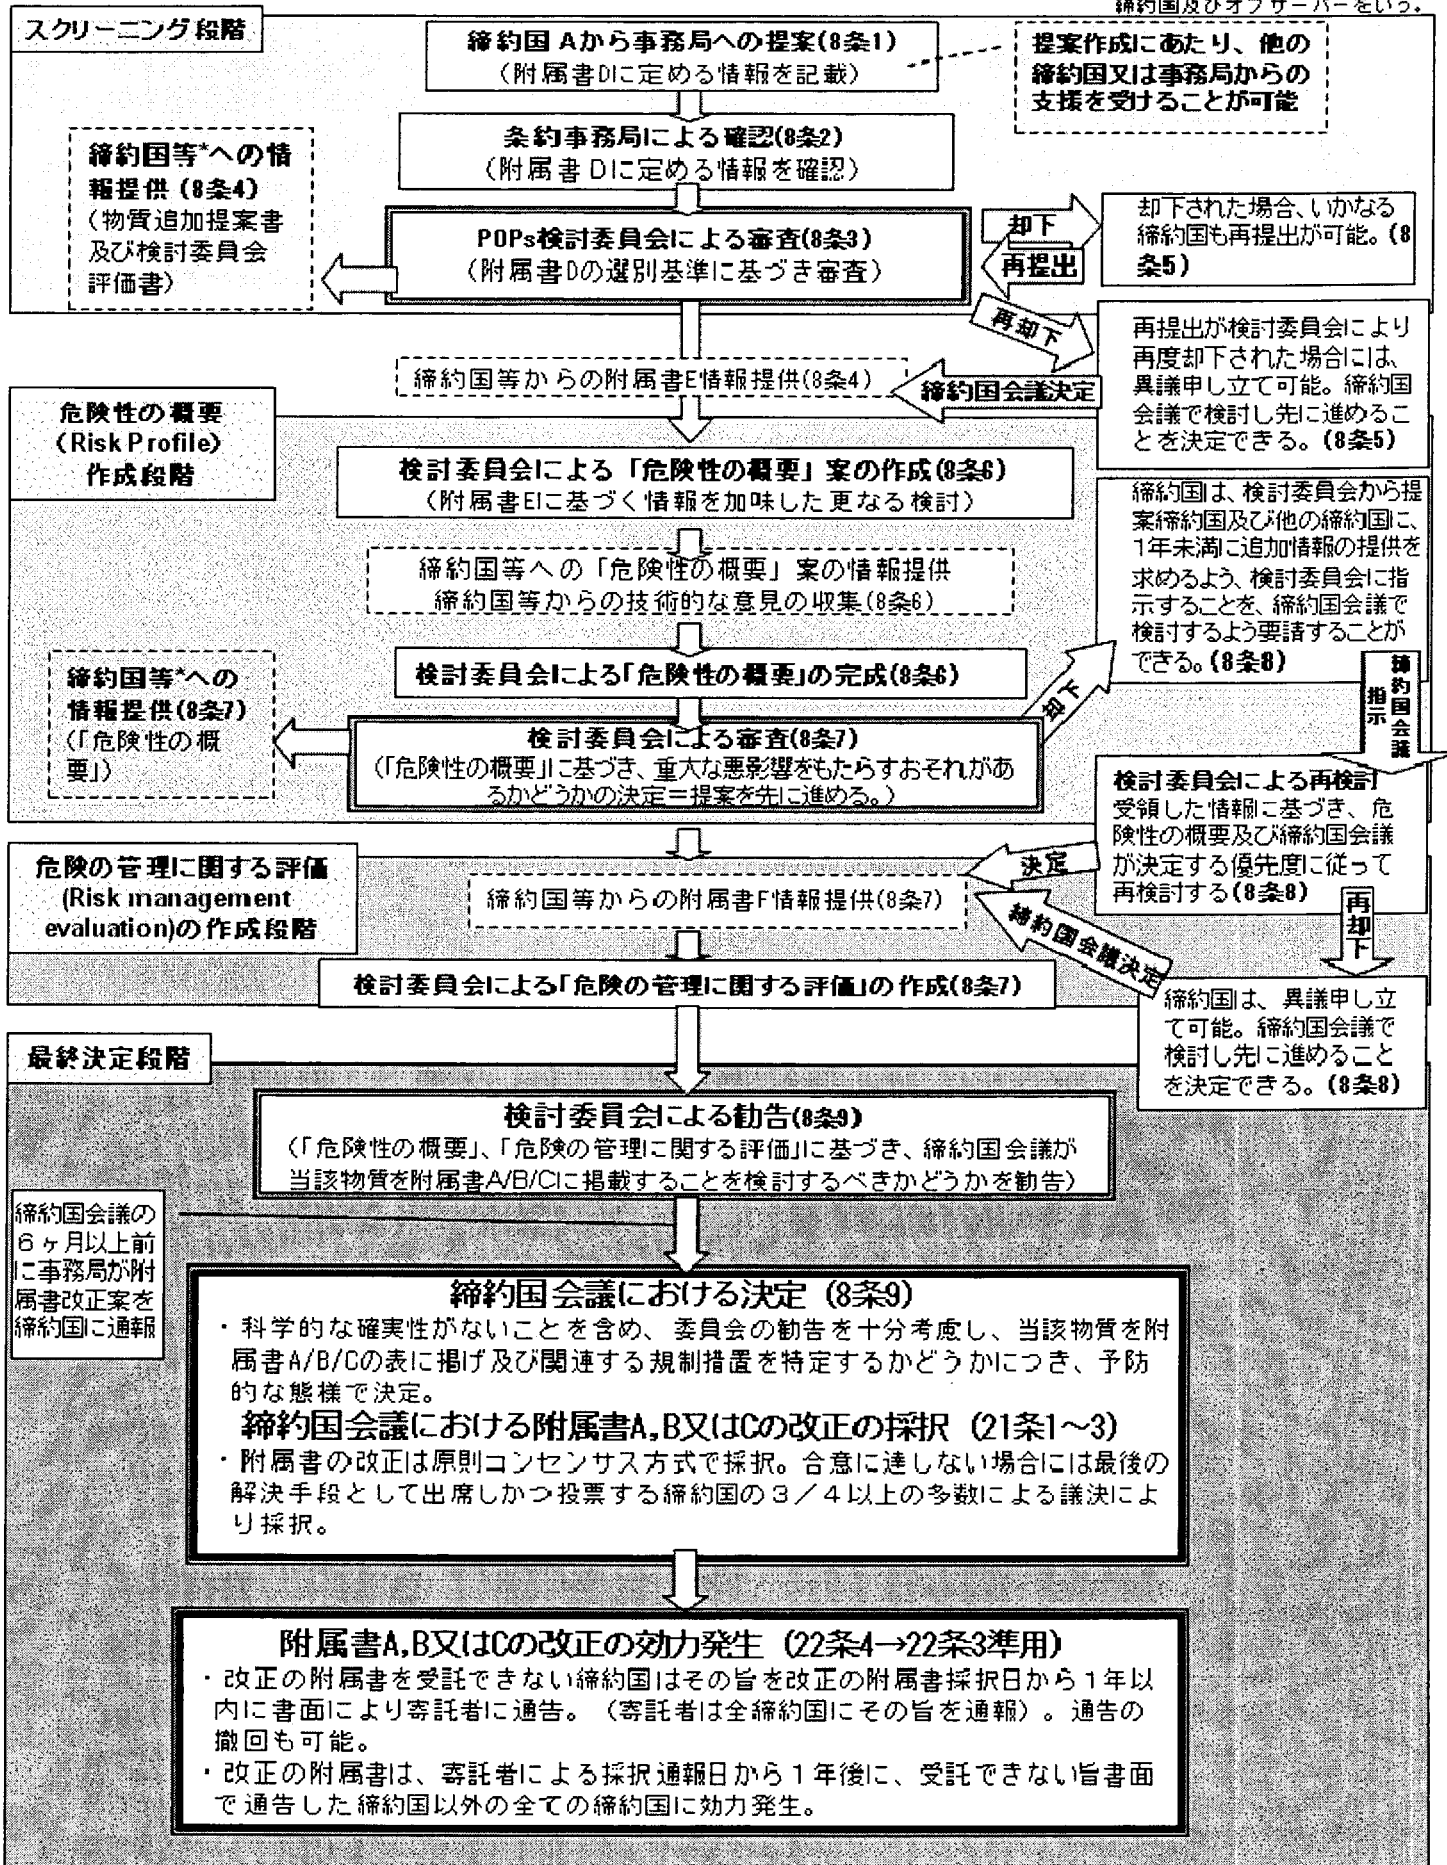 締約国及びオブザーバーをいう。
スクリーニング段階
締約国Aから事務局への提案(8条1)
(附属書Dに定める情報を記載)
提案作成にあたり、他の
締約国又は事務局からの
支援を受けることが可能
条約事務局による確認(8条2)
(附属書Dに定める情報を確認)
締約国等*への情
報提供(8条4)
(物質追加提案書
及び検討委員会
評価書)
POPs検討委員会による審査(8条3)
(附属書Dの選別基準に基づき審査)
却下
再提出
却下された場合、いかなる
締約国も再提出が可能。(8
条5)
再却下
再提出が検討委員会により
再度却下された場合には、
異議申し立て可能。締約国
会議で検討し先に進めるこ
とを決定できる。(8条5)
締約国等からの附属書E情報提供(8条4)
締約国会議決定
危険性の概要
(Risk Profile)
作成段階
検討委員会による「危険性の概要」案の作成(8条6)
(附属書Eに基づく情報を加味した更なる検討)
締約国等への「危険性の概要」案の情報提供
締約国等からの技術的な意見の収集(8条6)
締約国は、検討委員会から提
案締約国及び他の締約国に、
1年未満に追加情報の提供を
求めるよう、検討委員会に指
示することを、締約国会議で
検討するよう要請することが
できる。(8条8)
検討委員会による「危険性の概要」の完成(8条6)
締約国等*への
情報提供(8条7)
(「危険性の概
要」)
却下
締約国会議
指示
検討委員会による審査(8条7)
(「危険性の概要」に基づき、重大な悪影響をもたらすおそれがあ
るかどうかの決定=提案を先に進める。)
検討委員会による再検討
受領した情報に基づき、危
険性の概要及び締約国会議
が決定する優先度に従って
再検討する(8条8)
危険の管理に関する評価
(Risk management
evaluation)の作成段階
決定
締約国等からの附属書F情報提供(8条7)
締約国会議決定
再却下
検討委員会による「危険の管理に関する評価」の作成(8条7)
締約国は、異議申し立
て可能。締約国会議で
検討し先に進めること
を決定できる。(8条8)
最終決定段階
検討委員会による勧告(8条9)
(「危険性の概要」、「危険の管理に関する評価」に基づき、締約国会議が
当該物質を附属書A/B/Cに掲載することを検討するべきかどうかを勧告)
締約国会議の
6ヶ月以上前
に事務局が附
属書改正案を
締約国に通報
締約国会議における決定(8条9)
・科学的な確実性がないことを含め、委員会の勧告を十分考慮し、当該物質を附
属書A/B/Cの表に掲げ及び関連する規制措置を特定するかどうかにつき、予防
的な態様で決定。
締約国会議における附属書A,B又はCの改正の採択(21条1~3)
・附属書の改正は原則コンセンサス方式で採択。合意に達しない場合には最後の
解決手段として出席しかつ投票する締約国の3/4以上の多数による議決によ
り採択。
附属書A,B又はCの改正の効力発生(22条4→22条3準用)
・改正の附属書を受託できない締約国はその旨を改正の附属書採択日から1年以
内に書面により寄託者に通告。(寄託者は全締約国にその旨を通報)。通告の
撤回も可能。
・改正の附属書は、寄託者による採択通報日から1年後に、受託できない旨書面
で通告した締約国以外の全ての締約国に効力発生。